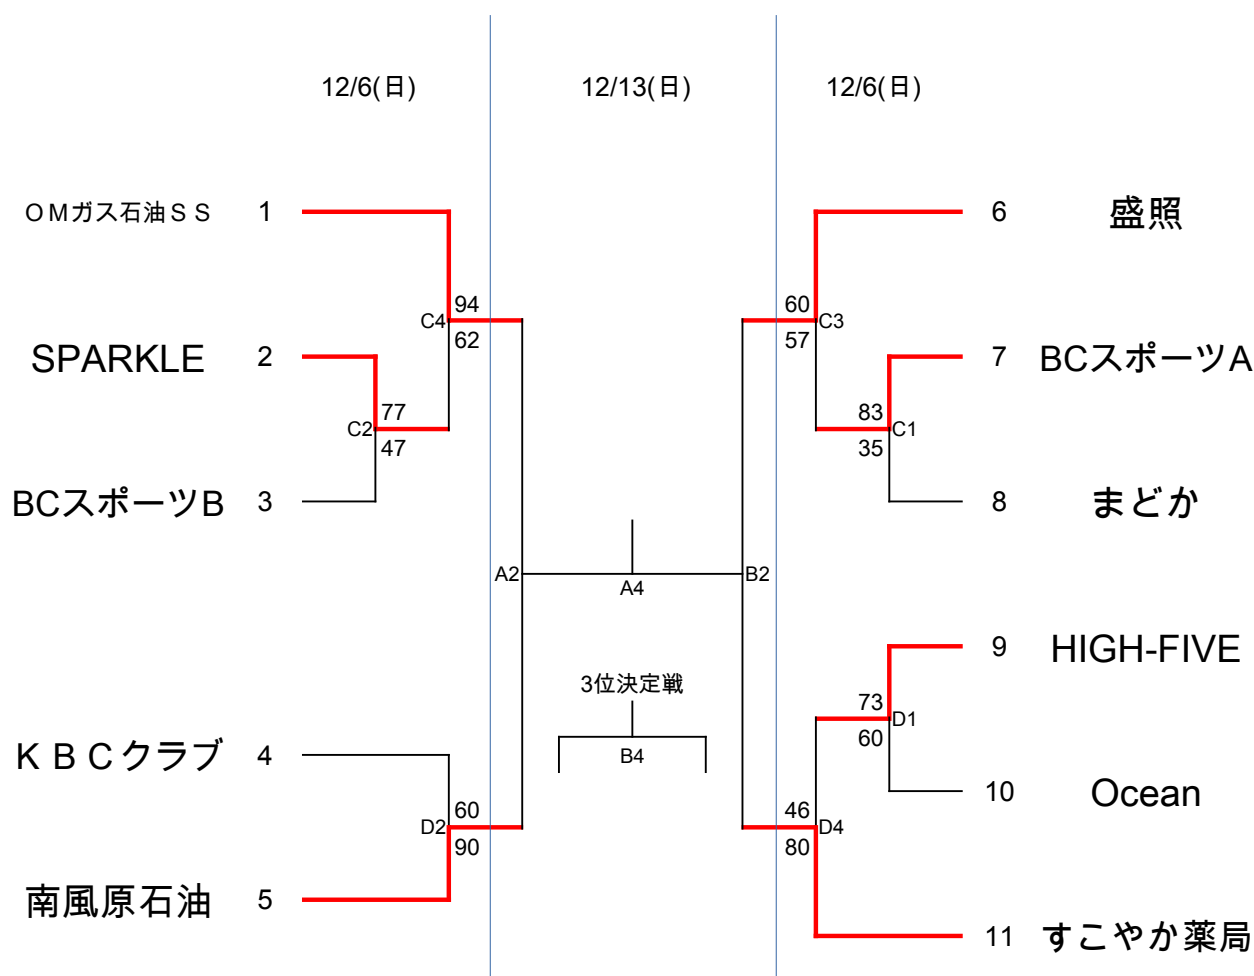 12/6(日)
12/13(日)
12/6(日)
ＯＭガス石油ＳＳ 1
6 盛照
94
C4
62
60
C3
57
SPARKLE 2
7 BCスポーツA
77
C2
47
83
C1
35
BCスポーツB 3
8 まどか
A2
A4
B2
9 HIGH-FIVE
3位決定戦
B4
73
D1
60
ＫＢＣクラブ 4
10 Ocean
60
D2
90
46
D4
80
南風原石油 5
11 すこやか薬局